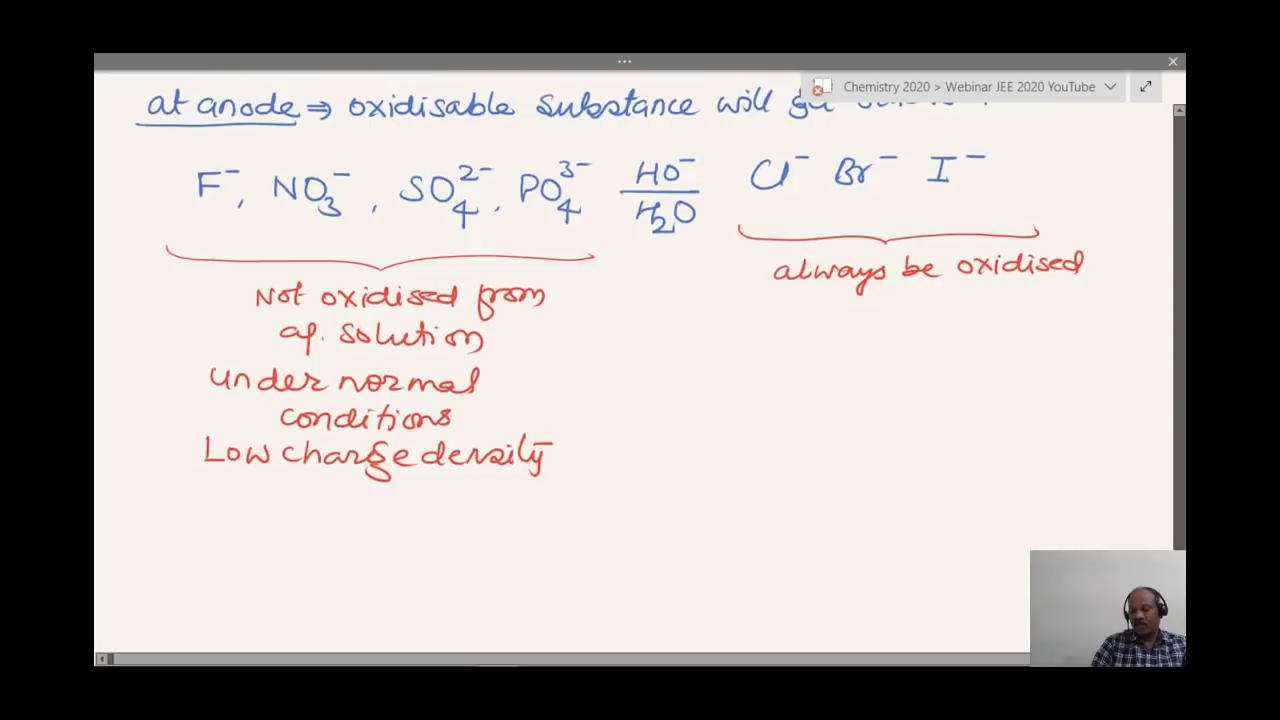 ...
Chemistry 2020 > Webinar JEE 2020 YouTube
at anode ⇒ oxidisable substance will
F⁻, NO₃⁻, SO₄²⁻, PO₄³⁻ HO⁻/H₂O Cl⁻ Br⁻ I⁻
always be oxidised
Not oxidised from
aq. solution
under normal
conditions
Low charge density